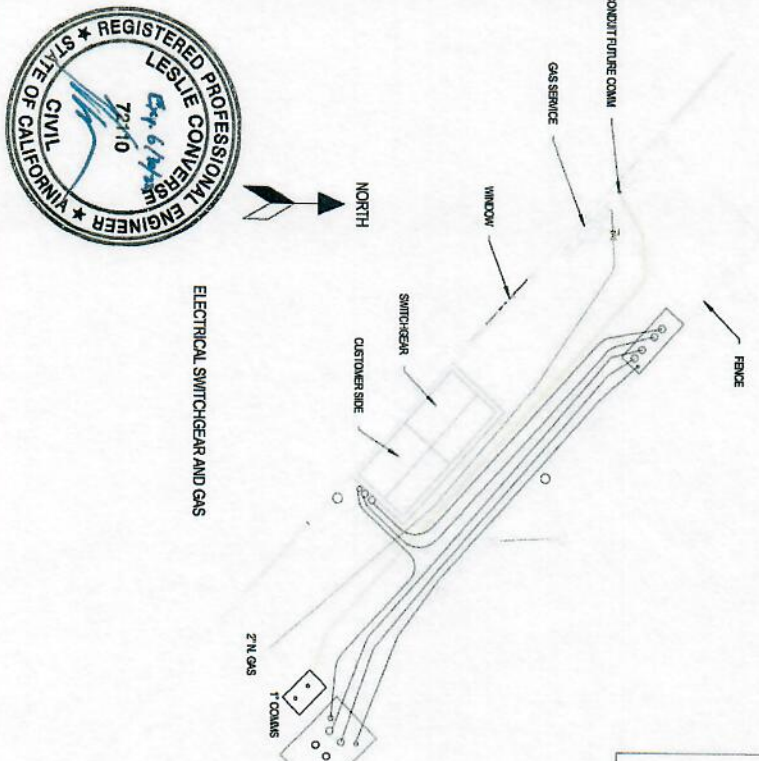 CONDUIT FUTURE COMM
GAS SERVICE
FENCE
WINDOW
NORTH
SWITCHGEAR
CUSTOMER SIDE
REGISTERED PROFESSIONAL ENGINEER
LESLIE CONVERSE
72110
CIVIL
STATE OF CALIFORNIA
ELECTRICAL SWITCHGEAR AND GAS
2" N. GAS
1" COMMS